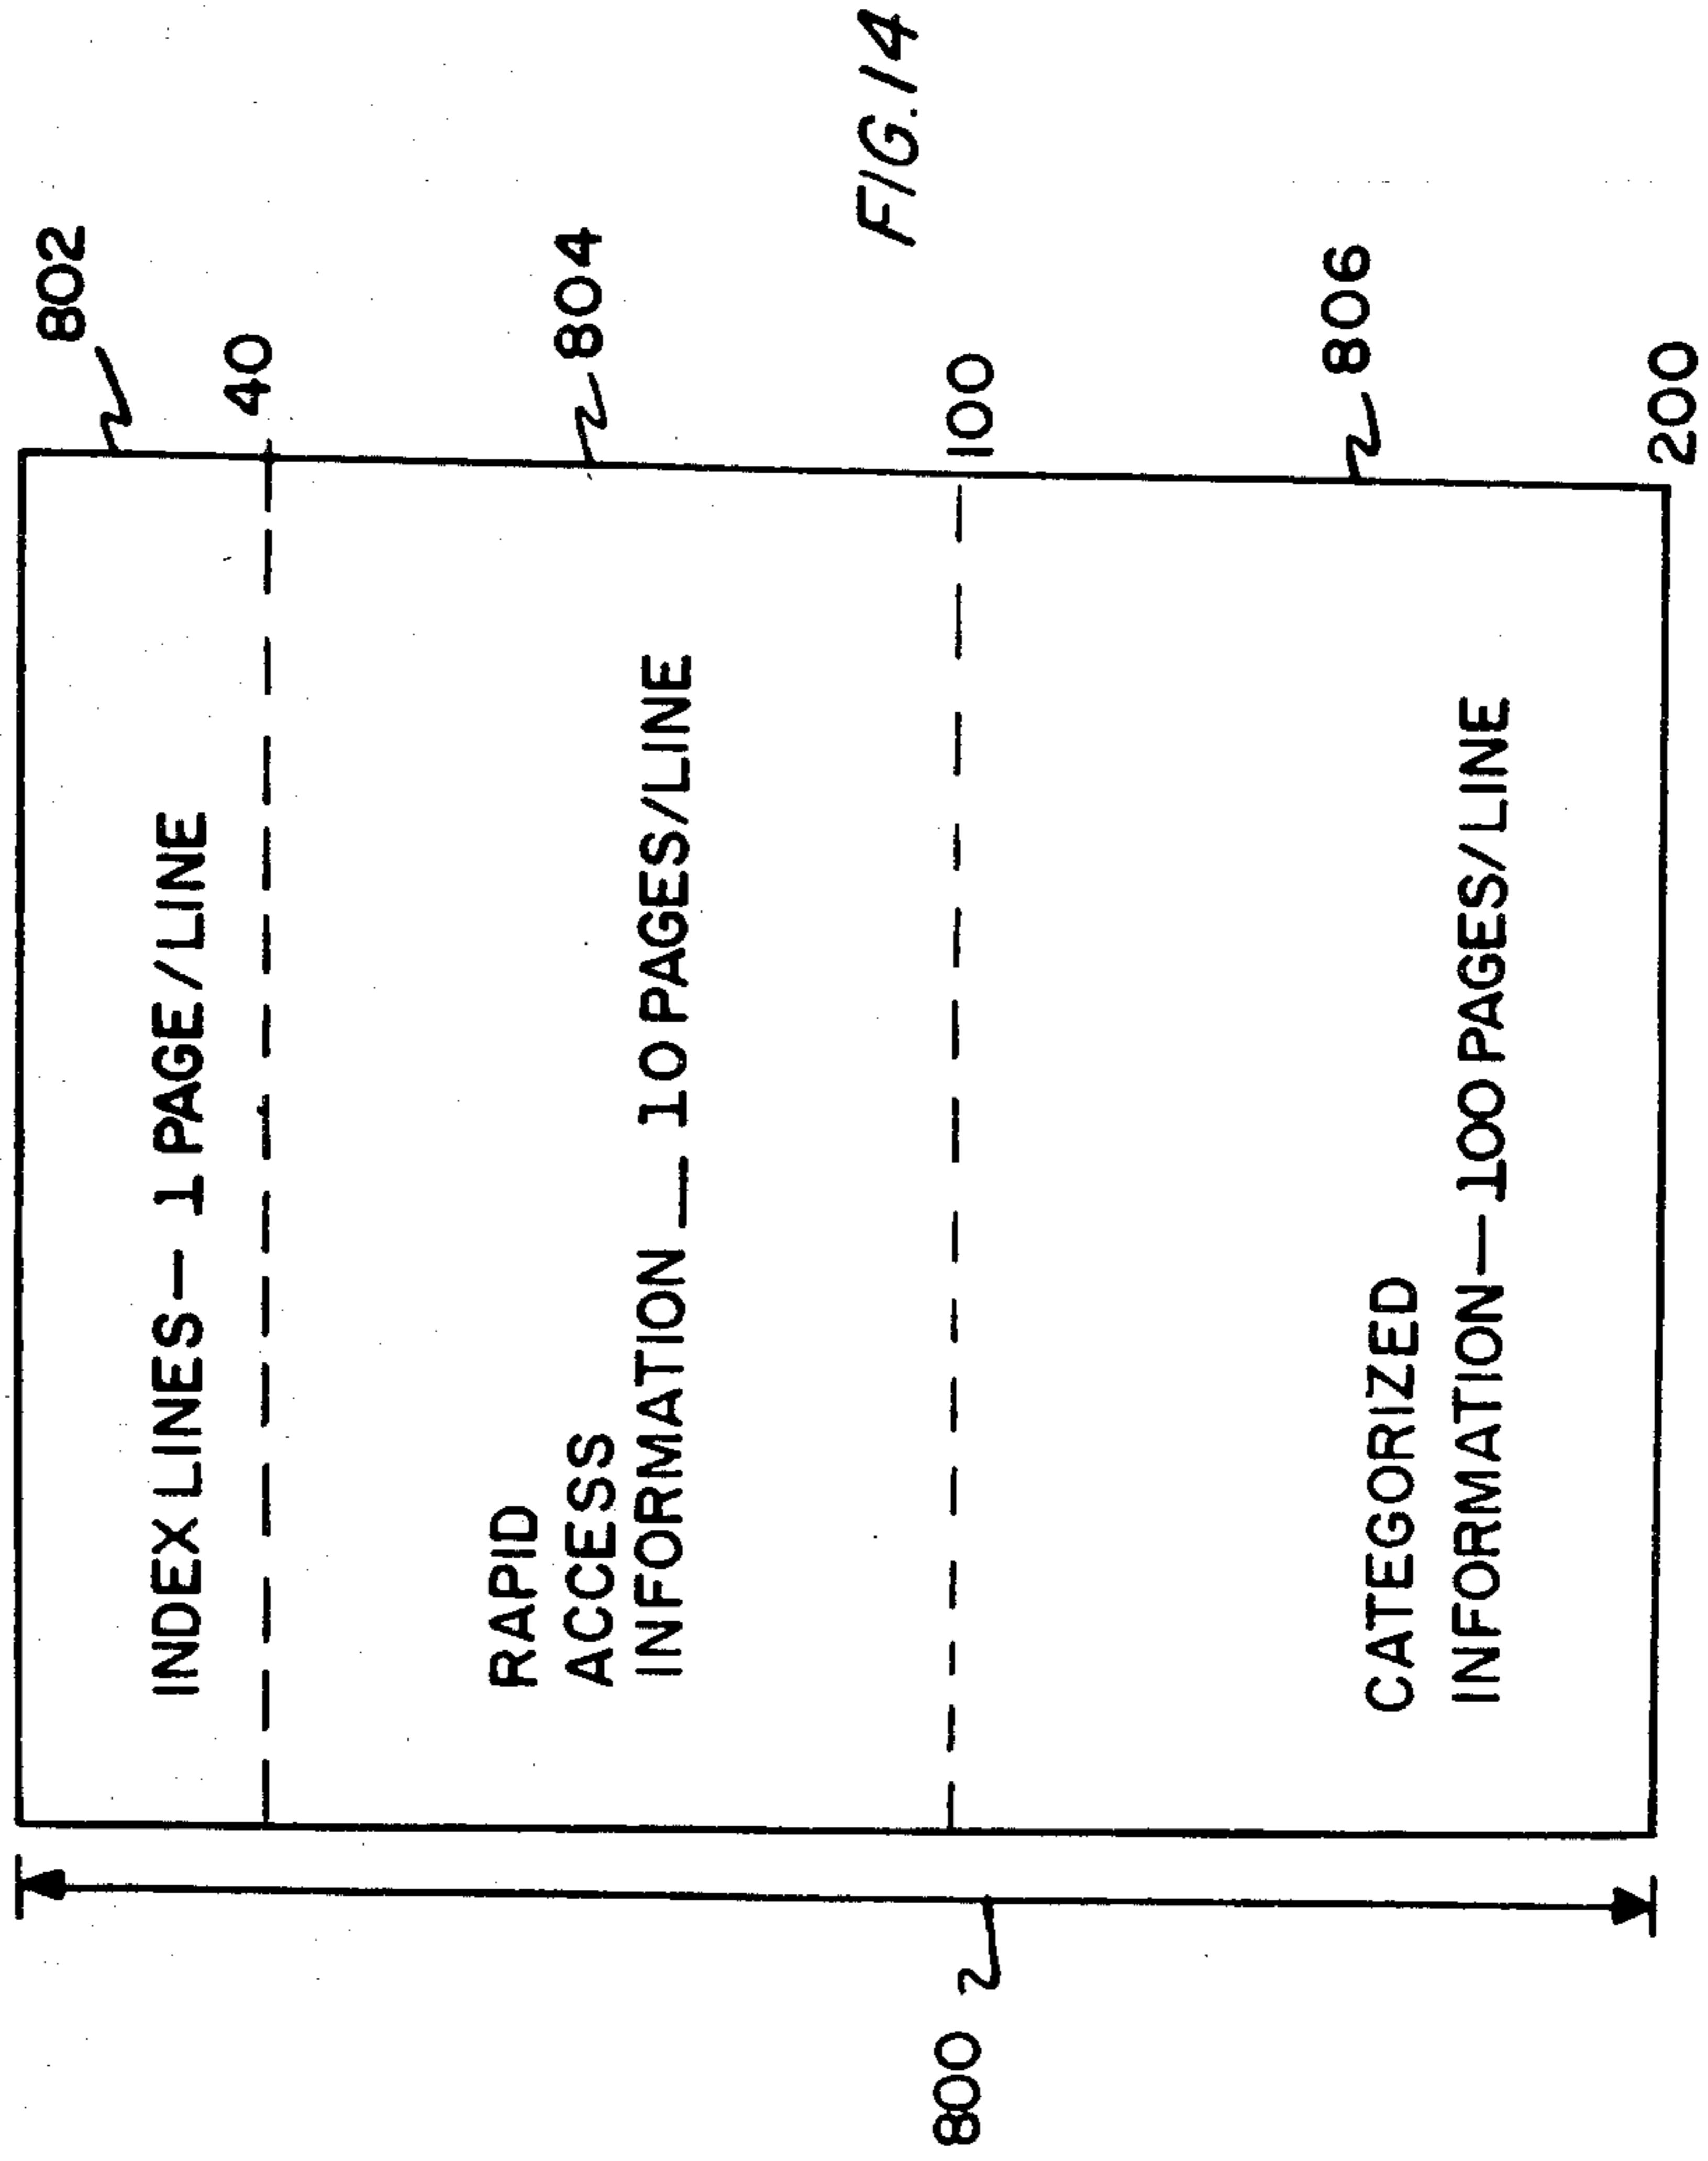 802
INDEX LINES — 1 PAGE/LINE
40
RAPID
ACCESS
INFORMATION — 10 PAGES/LINE
804
800
100
CATEGORIZED
INFORMATION — 100 PAGES/LINE
806
200
FIG. 14